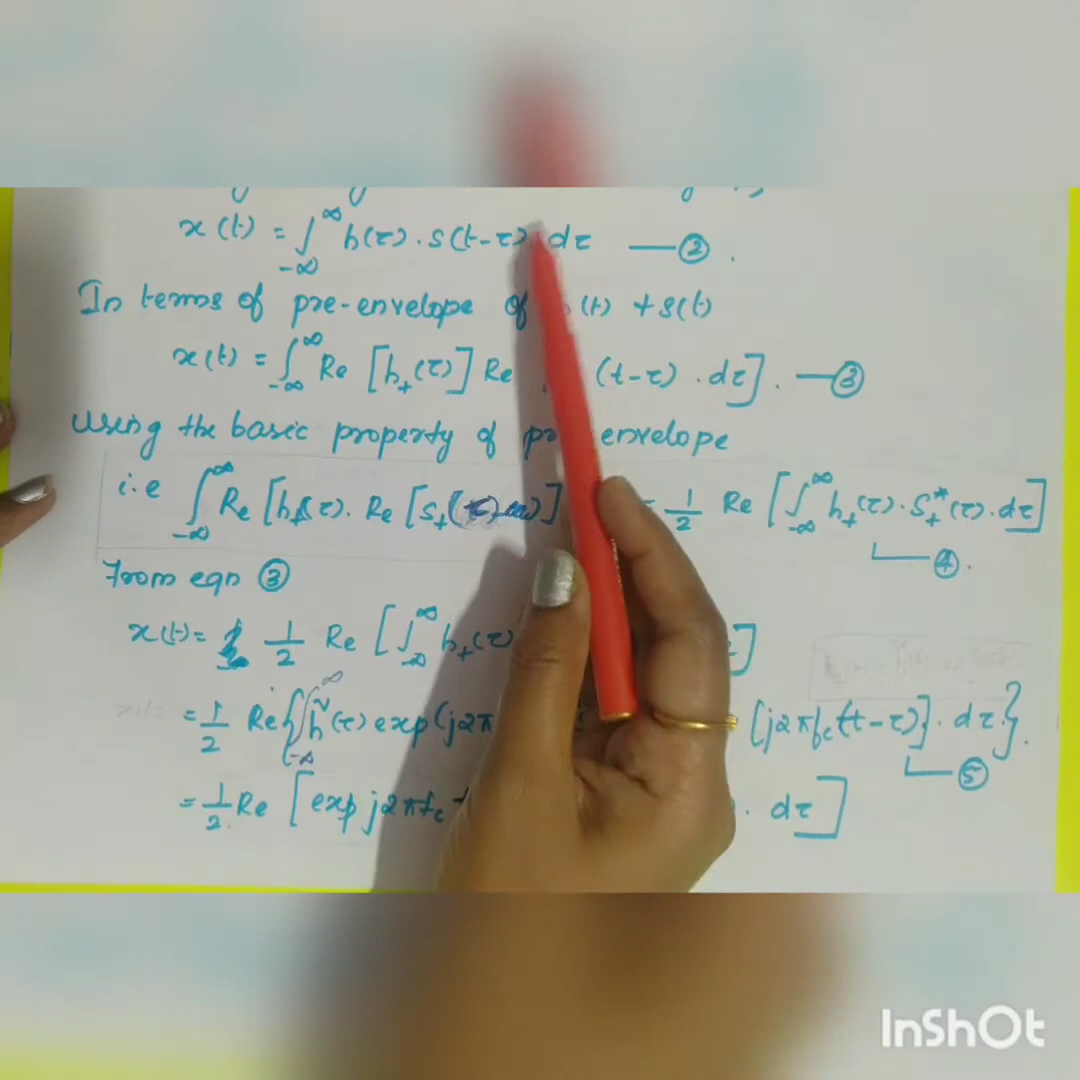 x(t) = ∫_{-∞}^{∞} h(τ) . s(t-τ) dτ —②.
In terms of pre-envelope of (t) + s(t)
x(t) = ∫_{-∞}^{∞} Re [h₊(τ)] Re (t-τ) . dτ]. —③
using the basic property of envelope
i.e ∫_{-∞}^{∞} Re [h₊(τ). Re [s₊(τ)] = 1/2 Re [∫_{-∞}^{∞} h₊(τ). s₊*(τ). dτ]
④.
From eqn ③
x(t) = 1/2 Re [∫_{-∞}^{∞} h₊(τ) ]
= 1/2 Re{∫_{-∞}^{∞} h̃(τ) exp(j2π [j2πfc(t-τ)]. dτ}.
⑤
= 1/2 Re [exp j2πfc . dτ]
InShOt